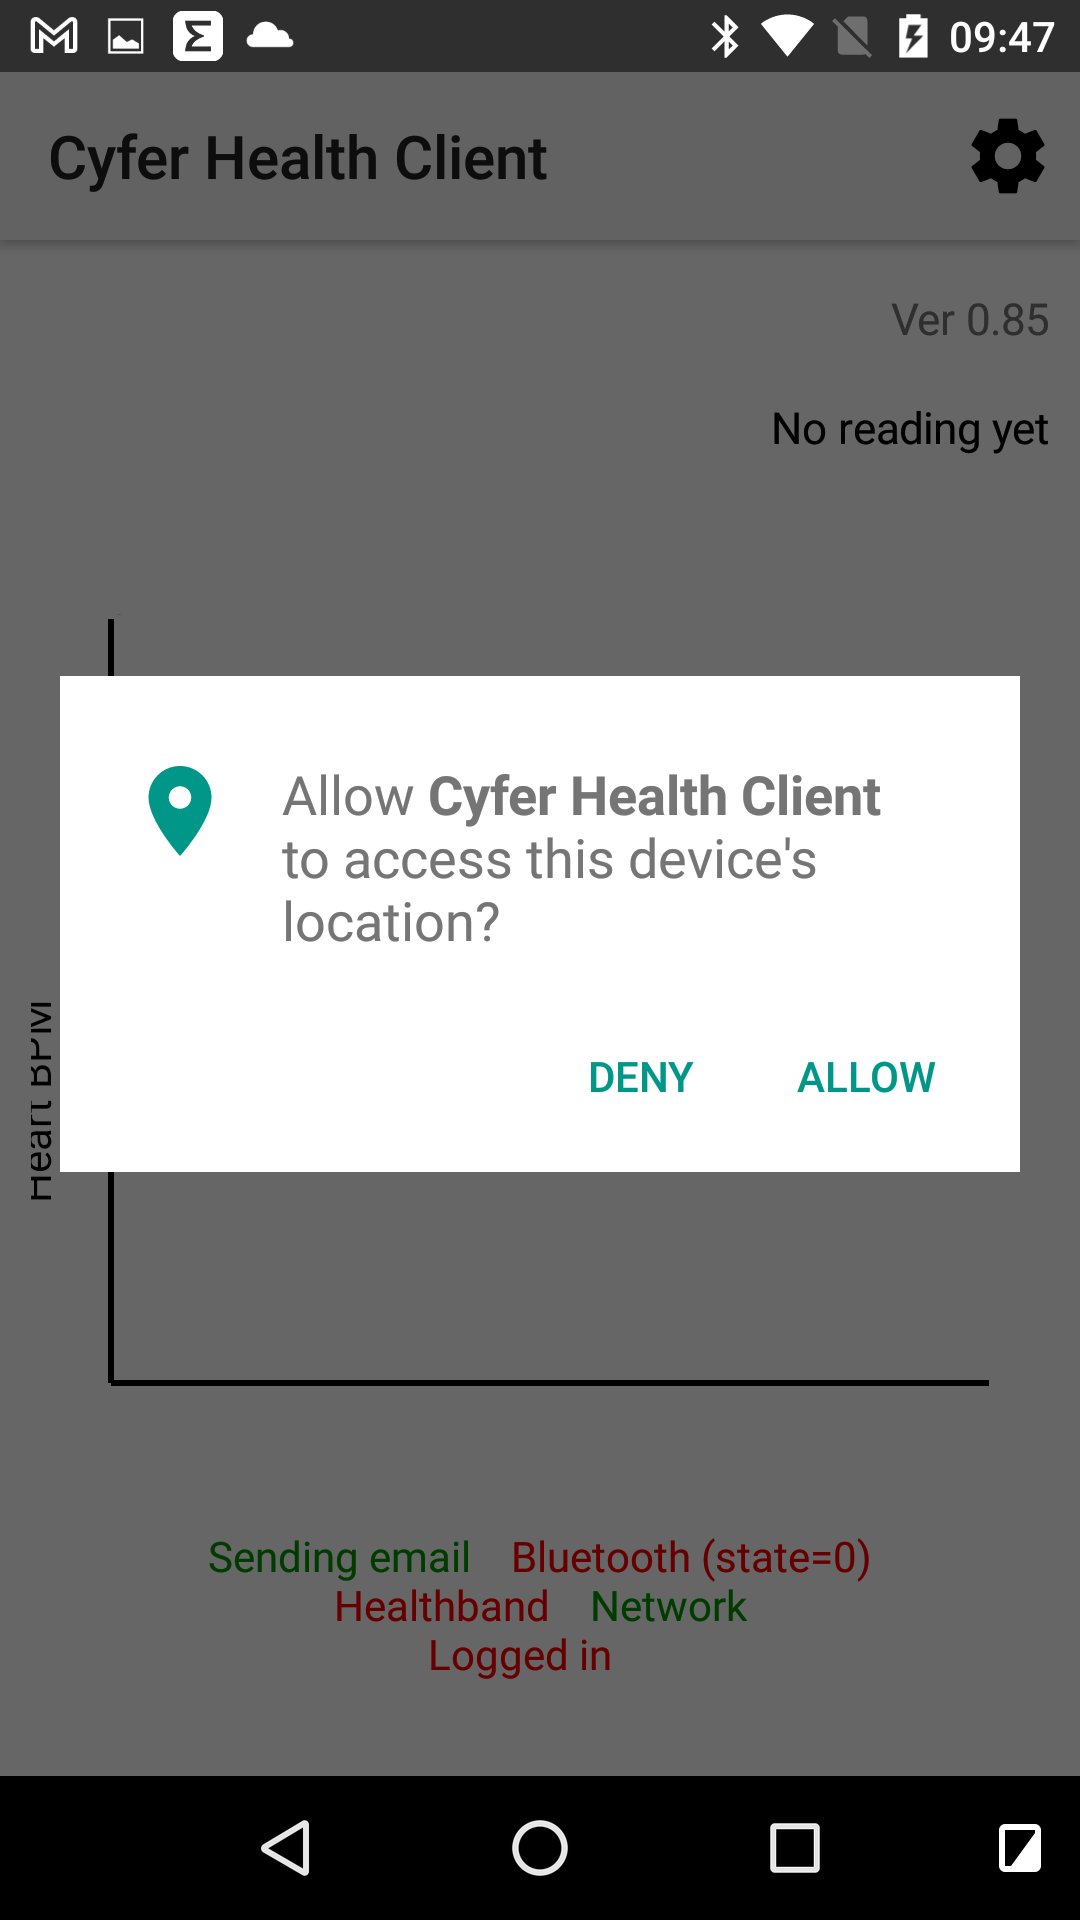 09:47
Cyfer Health Client
Ver 0.85
No reading yet
Allow Cyfer Health Client
to access this device's
location?
Heart BPM
DENY ALLOW
Sending email Bluetooth (state=0)
Healthband Network
Logged in